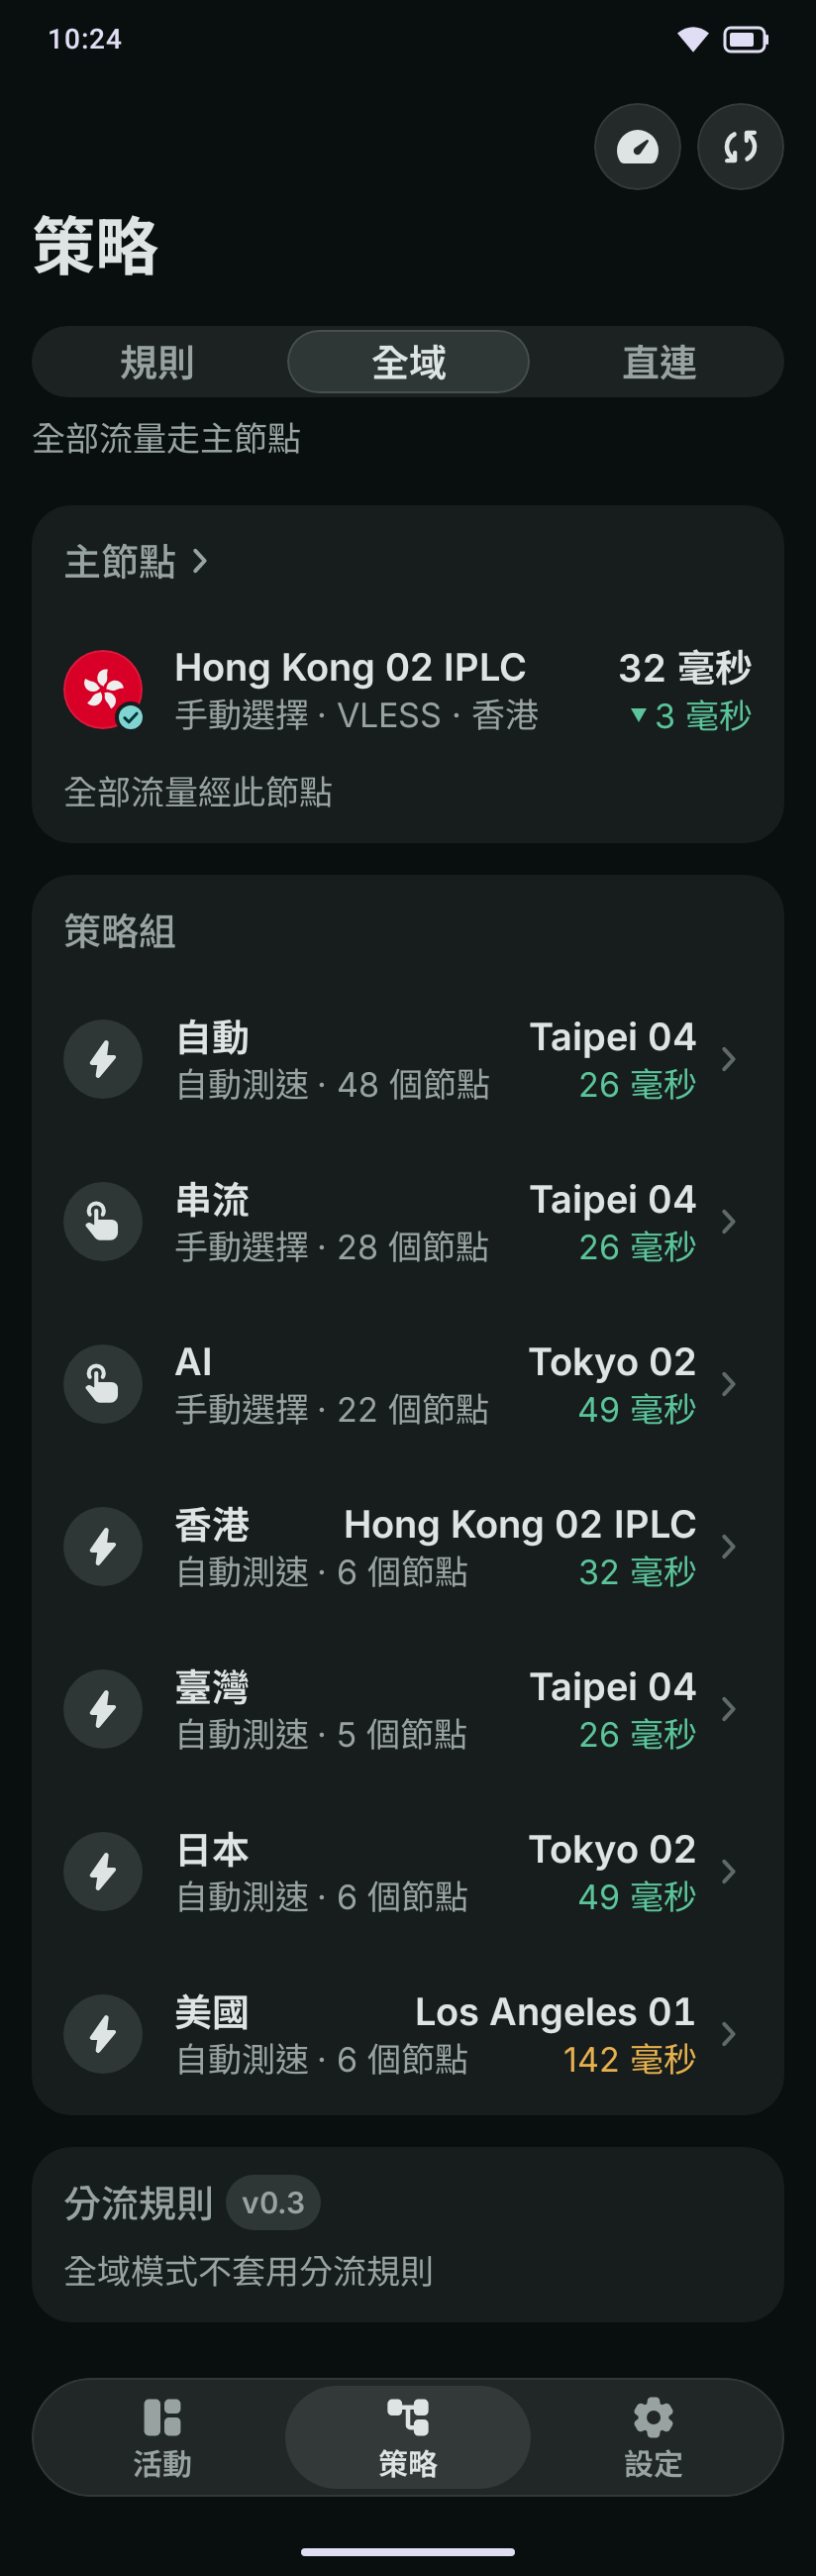 10:24
策略
規則
全域
直連
全部流量走主節點
主節點
Hong Kong 02 IPLC
32 毫秒
手動選擇 · VLESS · 香港
3 毫秒
全部流量經此節點
策略組
自動
Taipei 04
自動測速 · 48 個節點
26 毫秒
串流
Taipei 04
手動選擇 · 28 個節點
26 毫秒
AI
Tokyo 02
手動選擇 · 22 個節點
49 毫秒
香港
Hong Kong 02 IPLC
自動測速 · 6 個節點
32 毫秒
臺灣
Taipei 04
自動測速 · 5 個節點
26 毫秒
日本
Tokyo 02
自動測速 · 6 個節點
49 毫秒
美國
Los Angeles 01
自動測速 · 6 個節點
142 毫秒
分流規則
v0.3
全域模式不套用分流規則
活動
策略
設定